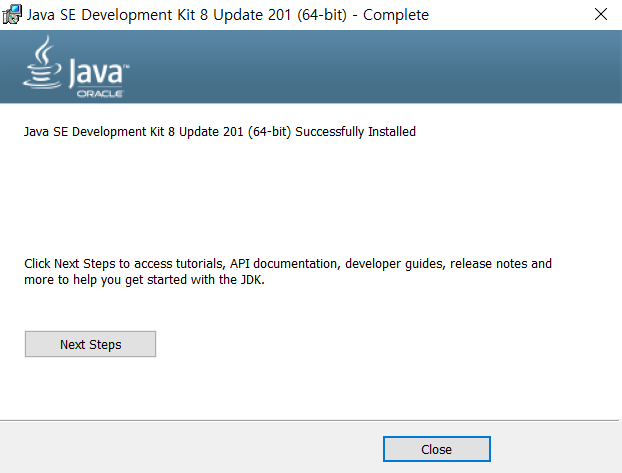 Java SE Development Kit 8 Update 201 (64-bit) - Complete
Java™
ORACLE
Java SE Development Kit 8 Update 201 (64-bit) Successfully Installed
Click Next Steps to access tutorials, API documentation, developer guides, release notes and
more to help you get started with the JDK.
Next Steps
Close